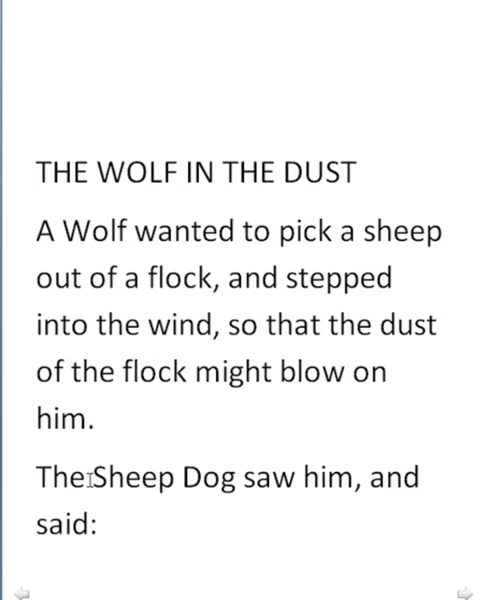 THE WOLF IN THE DUST
A Wolf wanted to pick a sheep
out of a flock, and stepped
into the wind, so that the dust
of the flock might blow on
him.
The Sheep Dog saw him, and
said: